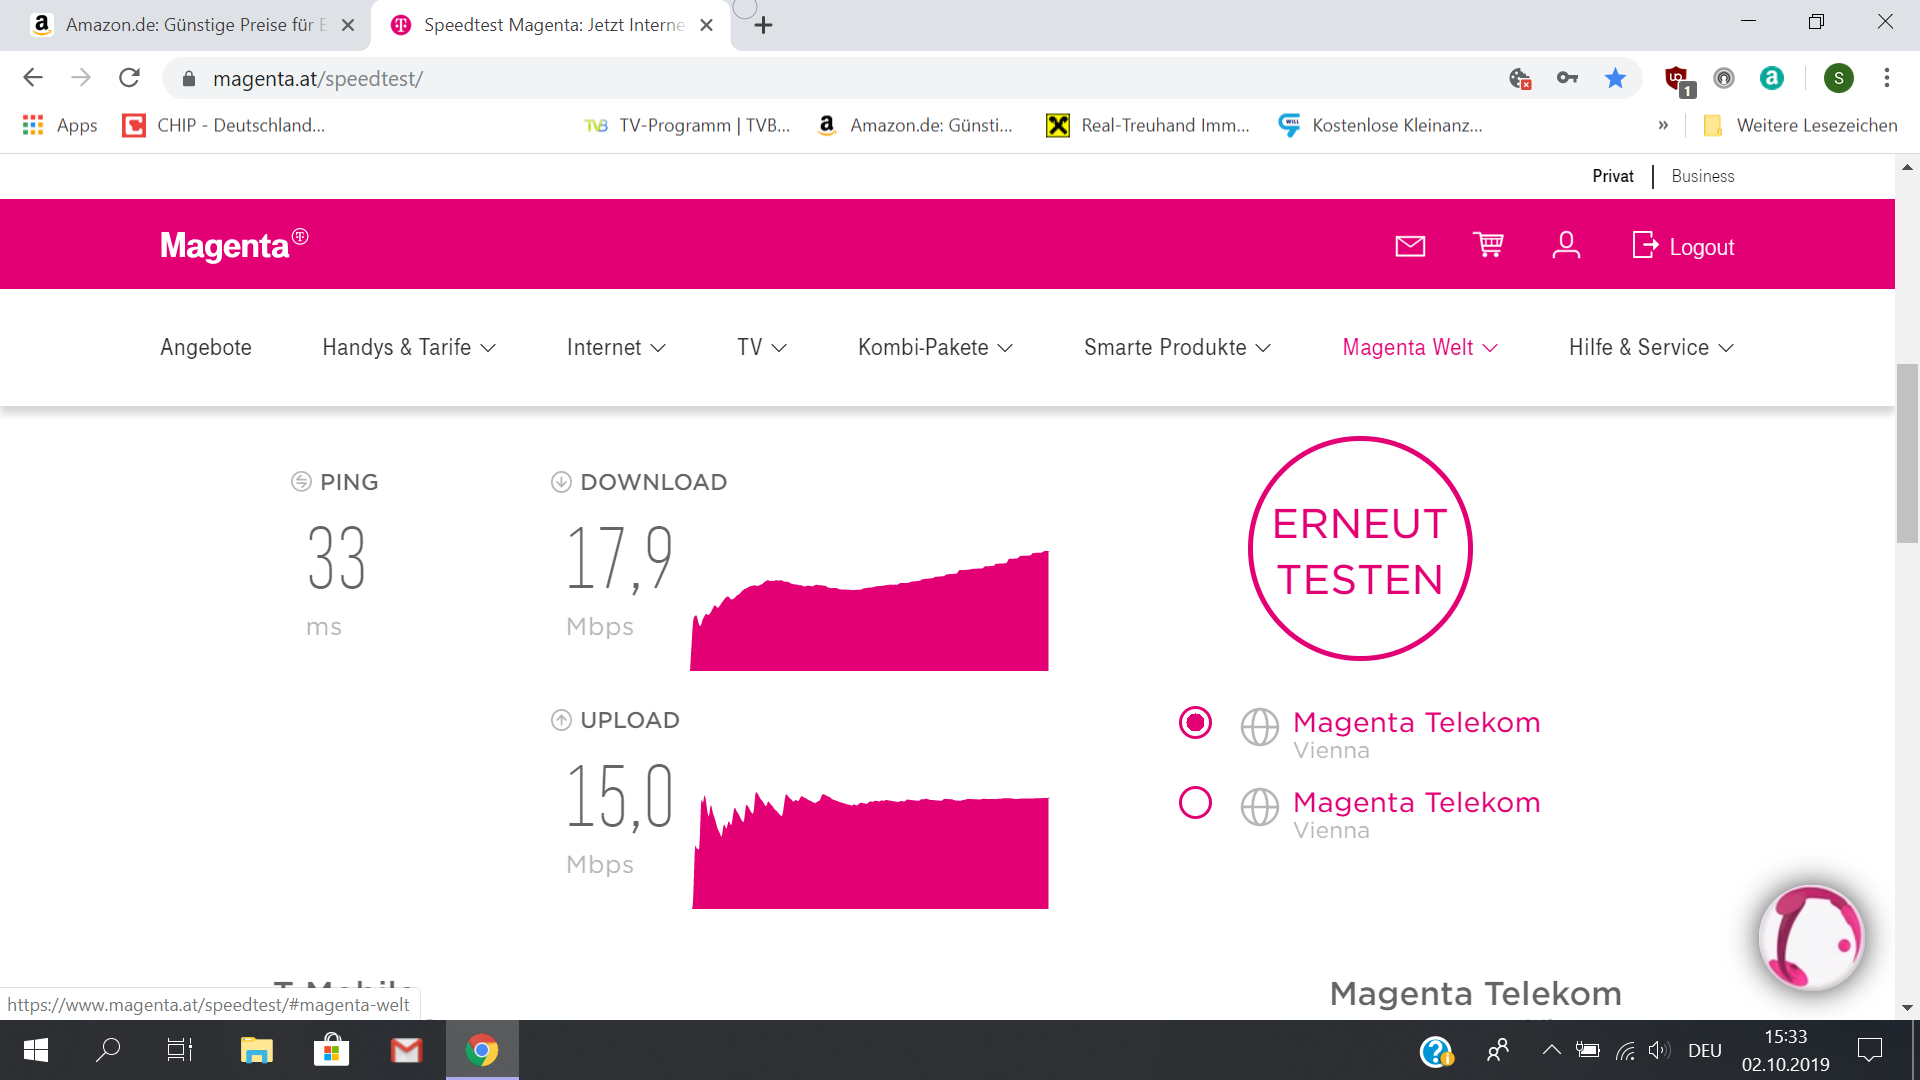 Amazon.de: Günstige Preise für E
Speedtest Magenta: Jetzt Interne
magenta.at/speedtest/
1
S
Apps
CHIP - Deutschland...
TVB
TV-Programm | TVB...
Amazon.de: Günsti...
Real-Treuhand Imm...
WILL
Kostenlose Kleinanz...
»
Weitere Lesezeichen
Privat | Business
Magenta
Logout
Angebote
Handys & Tarife
Internet
TV
Kombi-Pakete
Smarte Produkte
Magenta Welt
Hilfe & Service
PING
33
ms
DOWNLOAD
17,9
Mbps
ERNEUT
TESTEN
UPLOAD
15,0
Mbps
Magenta Telekom
Vienna
Magenta Telekom
Vienna
Magenta Telekom
https://www.magenta.at/speedtest/#magenta-welt
DEU
15:33
02.10.2019